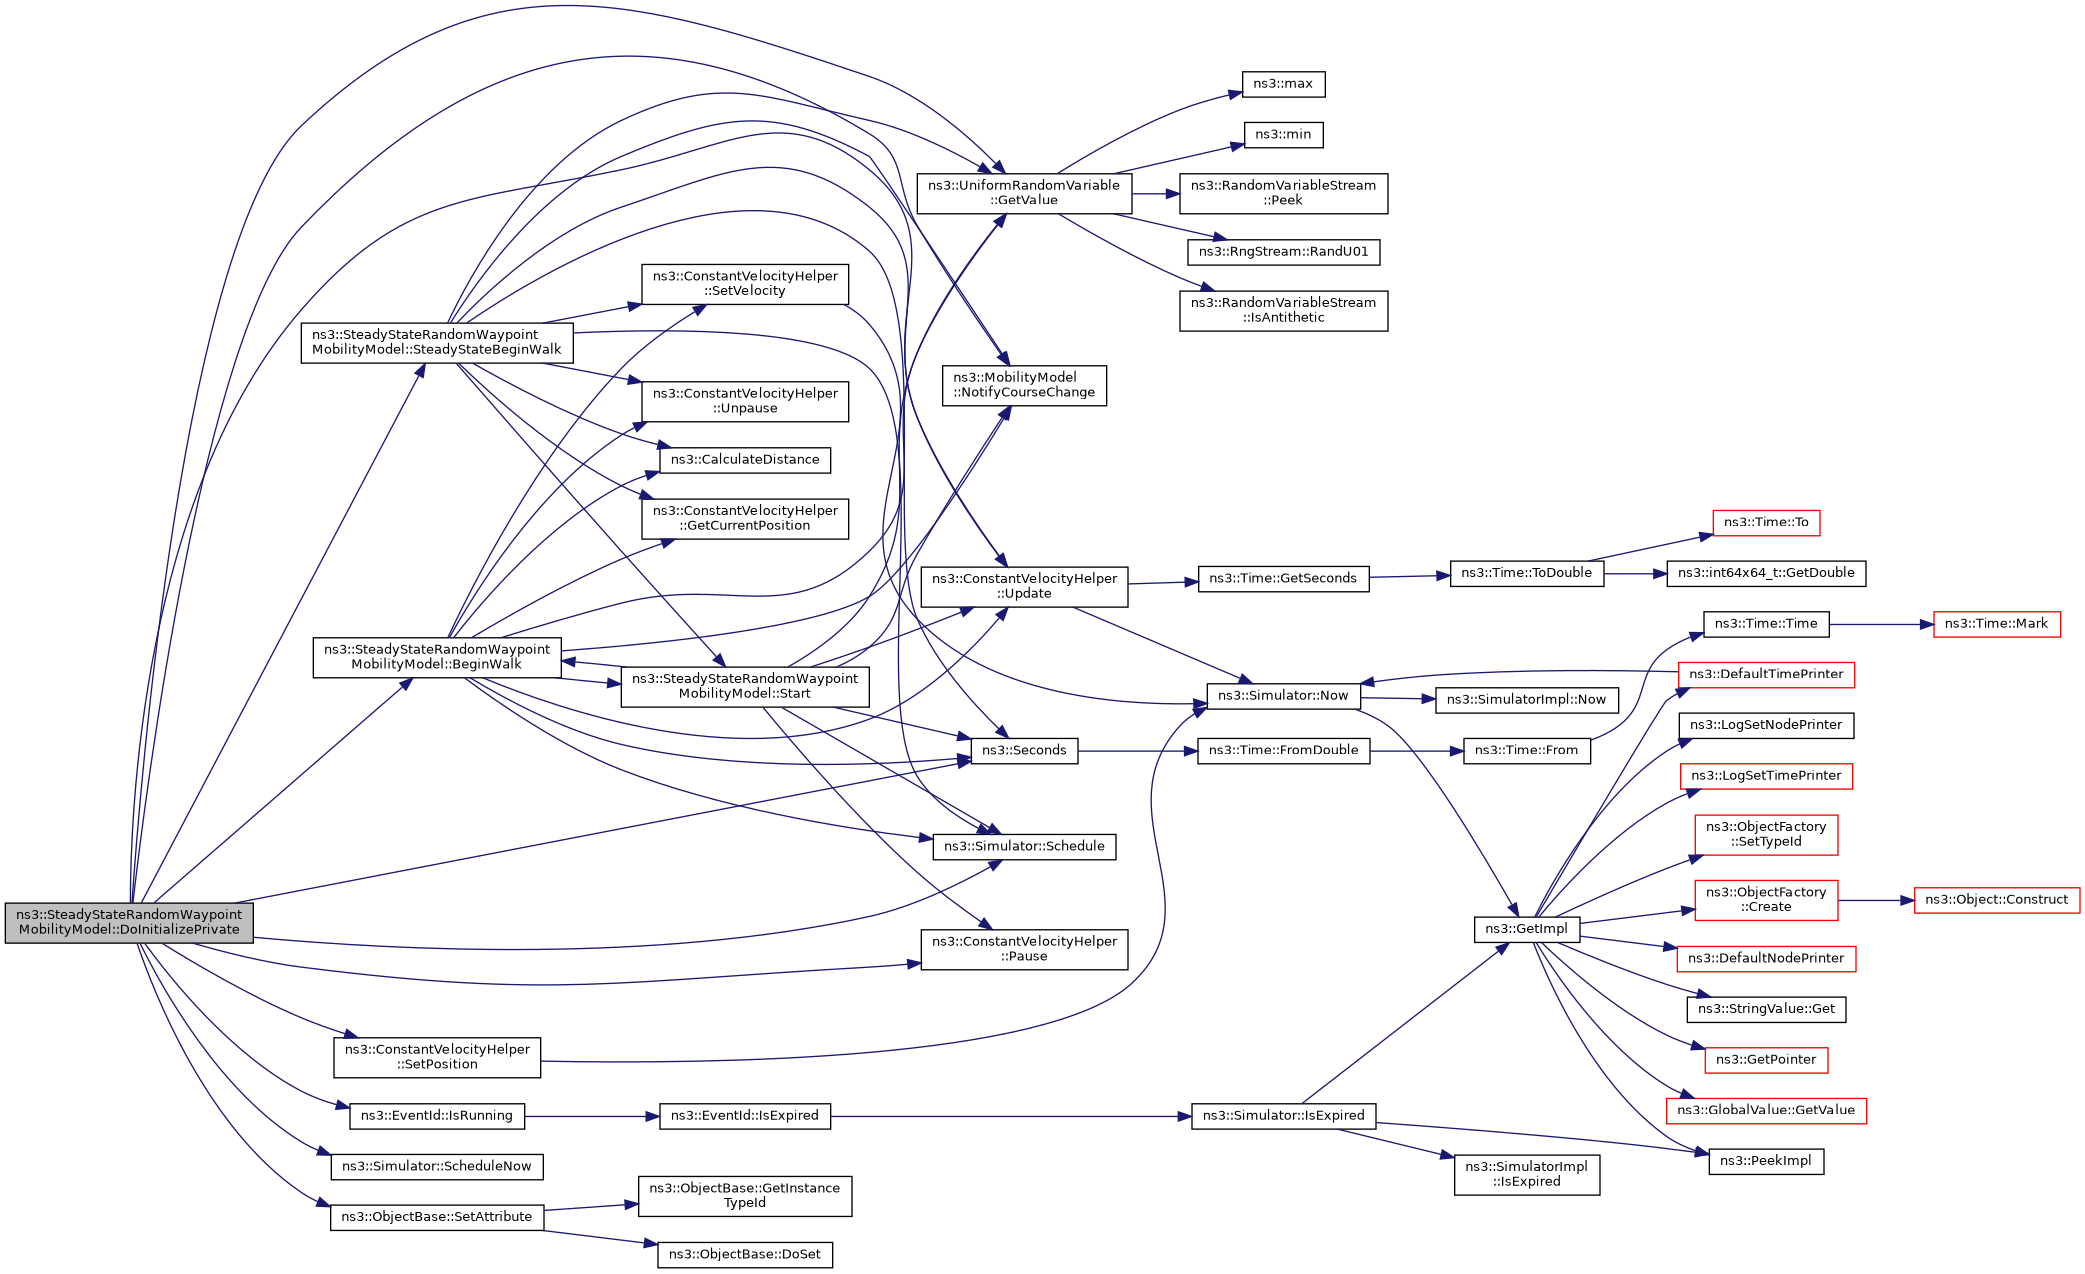 ns3::max
ns3::min
ns3::UniformRandomVariable
::GetValue
ns3::RandomVariableStream
::Peek
ns3::RngStream::RandU01
ns3::RandomVariableStream
::IsAntithetic
ns3::ConstantVelocityHelper
::SetVelocity
ns3::SteadyStateRandomWaypoint
MobilityModel::SteadyStateBeginWalk
ns3::MobilityModel
::NotifyCourseChange
ns3::ConstantVelocityHelper
::Unpause
ns3::CalculateDistance
ns3::ConstantVelocityHelper
::GetCurrentPosition
ns3::Time::To
ns3::ConstantVelocityHelper
::Update
ns3::Time::GetSeconds
ns3::Time::ToDouble
ns3::int64x64_t::GetDouble
ns3::Time::Time
ns3::Time::Mark
ns3::SteadyStateRandomWaypoint
MobilityModel::BeginWalk
ns3::SteadyStateRandomWaypoint
MobilityModel::Start
ns3::DefaultTimePrinter
ns3::Simulator::Now
ns3::SimulatorImpl::Now
ns3::LogSetNodePrinter
ns3::Seconds
ns3::Time::FromDouble
ns3::Time::From
ns3::LogSetTimePrinter
ns3::ObjectFactory
::SetTypeId
ns3::Simulator::Schedule
ns3::ObjectFactory
::Create
ns3::Object::Construct
ns3::SteadyStateRandomWaypoint
MobilityModel::DoInitializePrivate
ns3::GetImpl
ns3::ConstantVelocityHelper
::Pause
ns3::DefaultNodePrinter
ns3::StringValue::Get
ns3::ConstantVelocityHelper
::SetPosition
ns3::GetPointer
ns3::EventId::IsRunning
ns3::EventId::IsExpired
ns3::Simulator::IsExpired
ns3::GlobalValue::GetValue
ns3::Simulator::ScheduleNow
ns3::SimulatorImpl
::IsExpired
ns3::PeekImpl
ns3::ObjectBase::GetInstance
TypeId
ns3::ObjectBase::SetAttribute
ns3::ObjectBase::DoSet